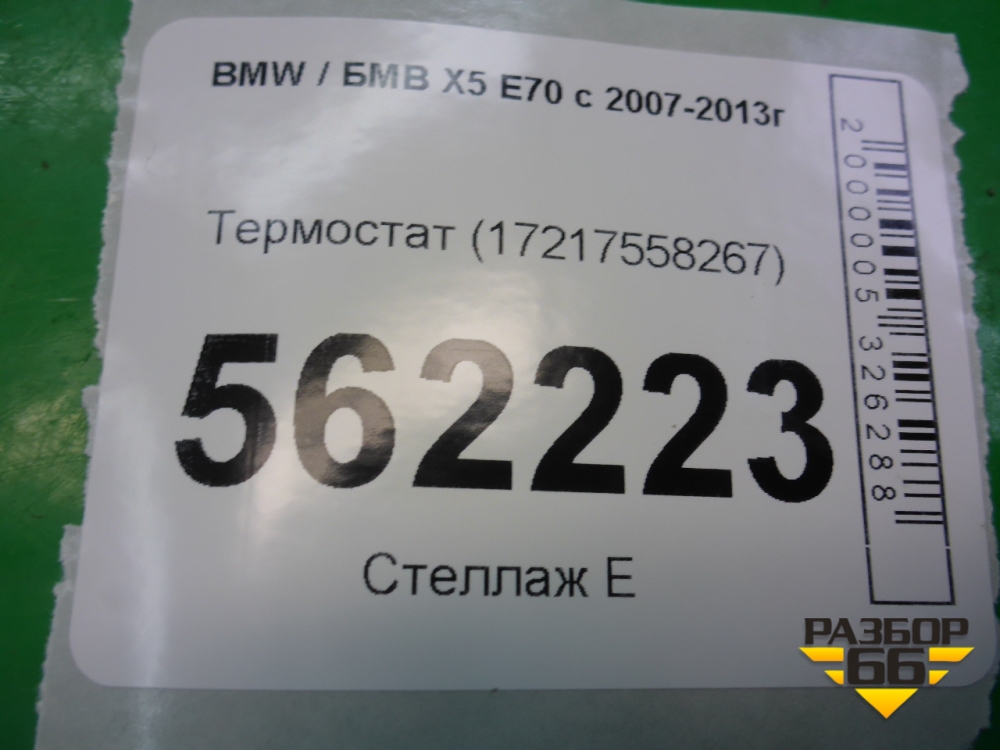 BMW / БМВ X5 E70 с 2007-2013г
Термостат (17217558267)
562223
Стеллаж Е
2000005326288
РАЗБОР
66